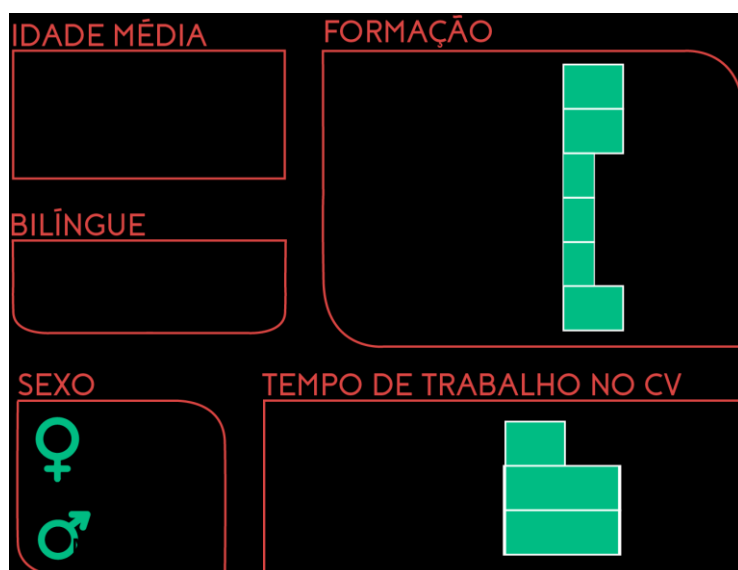 IDADE MÉDIA
FORMAÇÃO
BILÍNGUE
SEXO
TEMPO DE TRABALHO NO CV